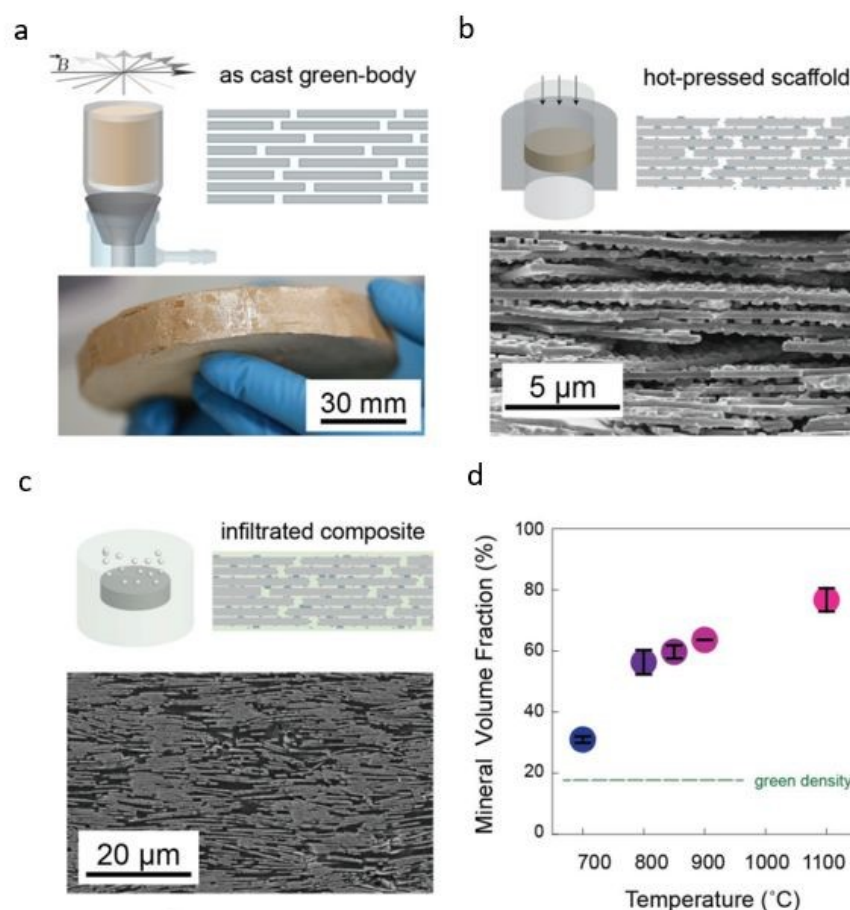 a
B
as cast green-body
30 mm
b
hot-pressed scaffold
5 µm
c
infiltrated composite
20 µm
d
Mineral Volume Fraction (%)
100
80
60
40
20
0
green density
700 800 900 1000 1100
Temperature (°C)